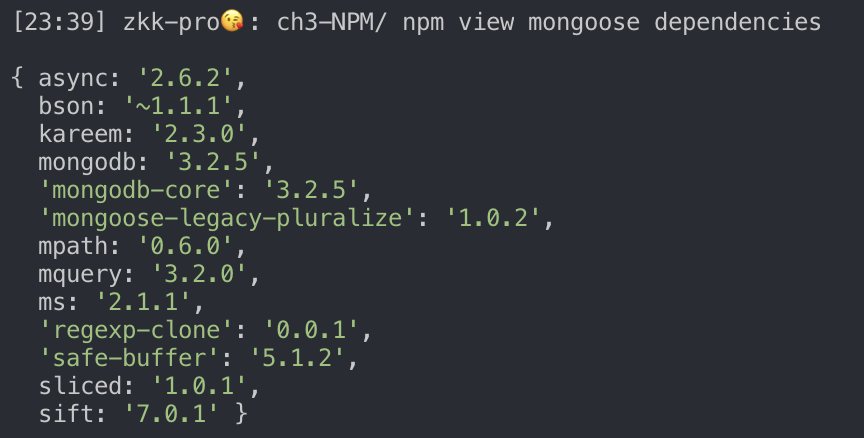 [23:39] zkk-pro😘: ch3-NPM/ npm view mongoose dependencies
{ async: '2.6.2',
bson: '~1.1.1',
kareem: '2.3.0',
mongodb: '3.2.5',
'mongodb-core': '3.2.5',
'mongoose-legacy-pluralize': '1.0.2',
mpath: '0.6.0',
mquery: '3.2.0',
ms: '2.1.1',
'regexp-clone': '0.0.1',
'safe-buffer': '5.1.2',
sliced: '1.0.1',
sift: '7.0.1' }